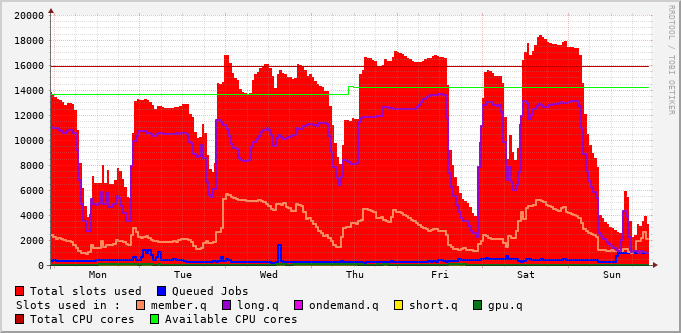 20000
18000
16000
14000
12000
10000
8000
6000
4000
2000
0
Mon Tue Wed Thu Fri Sat Sun
Total slots used Queued Jobs
Slots used in : member.q long.q ondemand.q short.q gpu.q
Total CPU cores Available CPU cores
RRDTOOL / TOBI OETIKER